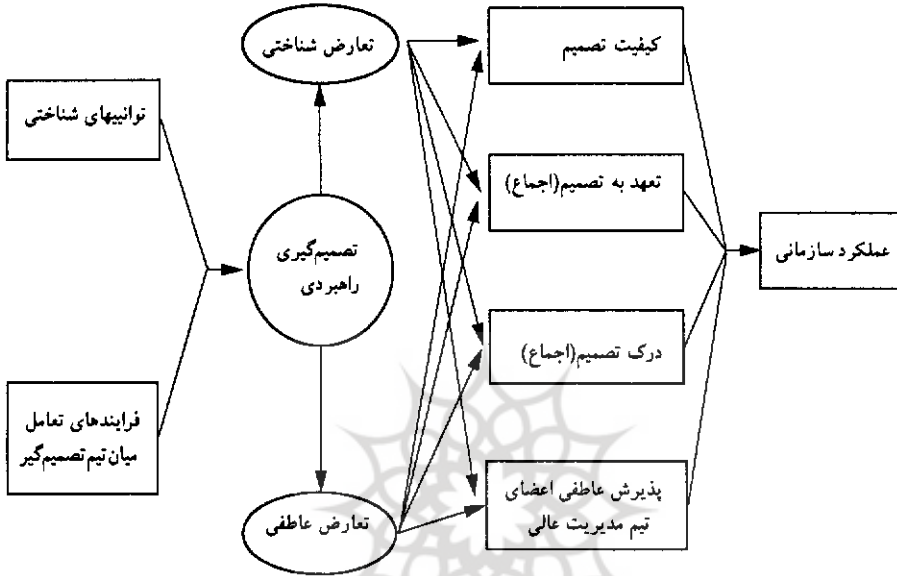 تعارض شناختی
کیفیت تصمیم
تواناییهای شناختی
تعهد به تصمیم(اجماع)
تصمیم‌گیری
راهبردی
عملکرد سازمانی
درک تصمیم(اجماع)
فرایندهای تعامل
میان تیم تصمیم‌گیر
پذیرش عاطفی اعضای
تیم مدیریت عالی
تعارض عاطفی